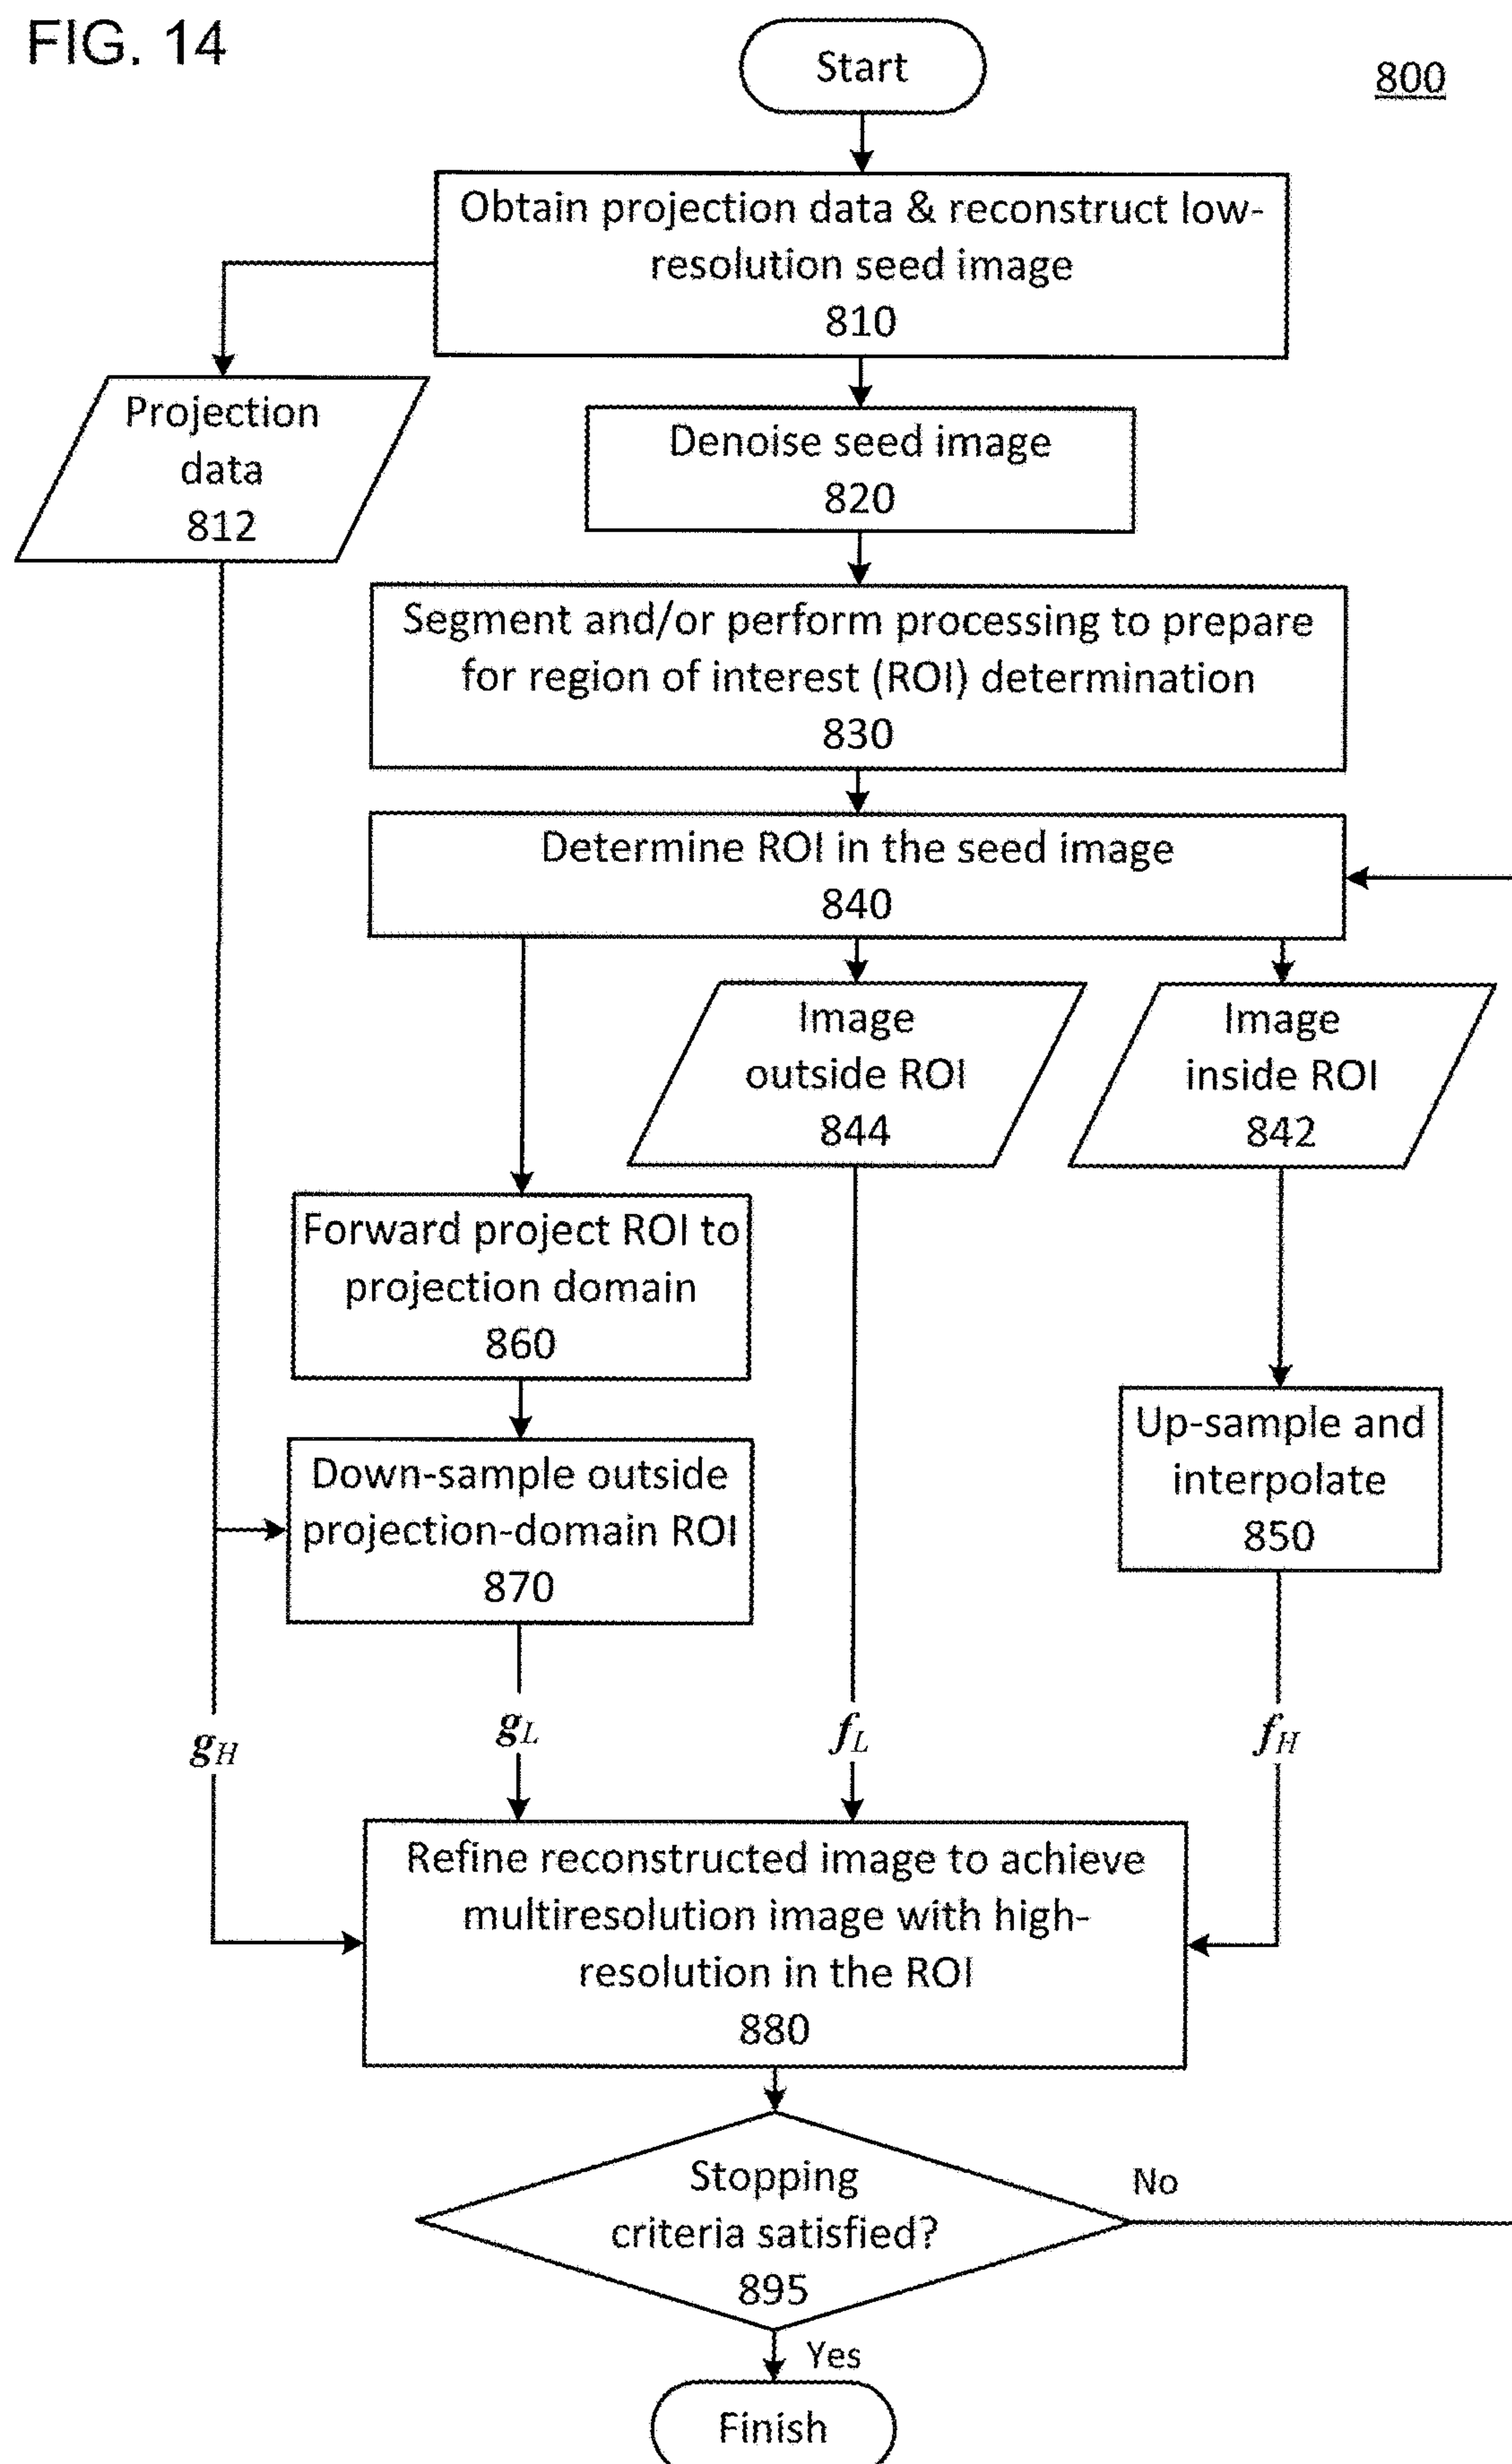 FIG. 14
800
Start
Obtain projection data & reconstruct low-
resolution seed image
810
Projection
data
812
Denoise seed image
820
Segment and/or perform processing to prepare
for region of interest (ROI) determination
830
Determine ROI in the seed image
840
Image
outside ROI
844
Image
inside ROI
842
Forward project ROI to
projection domain
860
Up-sample and
interpolate
850
Down-sample outside
projection-domain ROI
870
gH
gL
fL
fH
Refine reconstructed image to achieve
multiresolution image with high-
resolution in the ROI
880
Stopping
criteria satisfied?
895
No
Yes
Finish